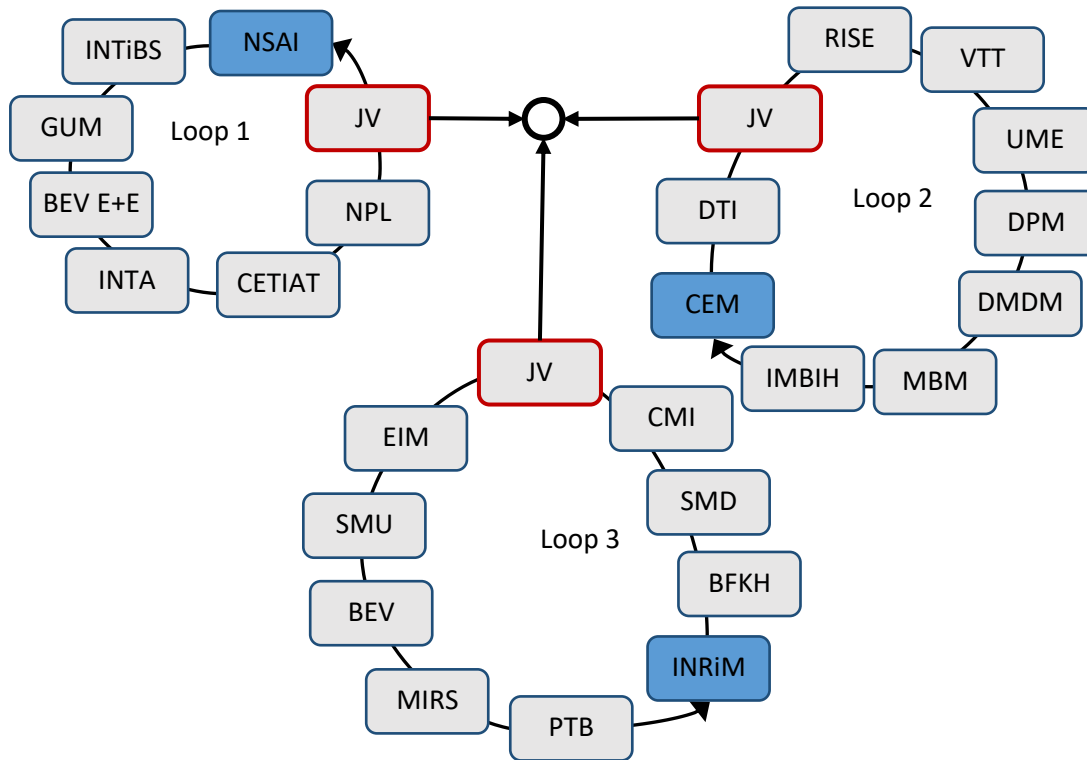 INTiBS
NSAI
GUM
Loop 1
JV
BEV E+E
NPL
INTA
CETIAT
RISE
VTT
JV
UME
Loop 2
DTI
DPM
CEM
DMDM
IMBIH
MBM
JV
CMI
EIM
SMD
SMU
Loop 3
BFKH
BEV
INRiM
MIRS
PTB